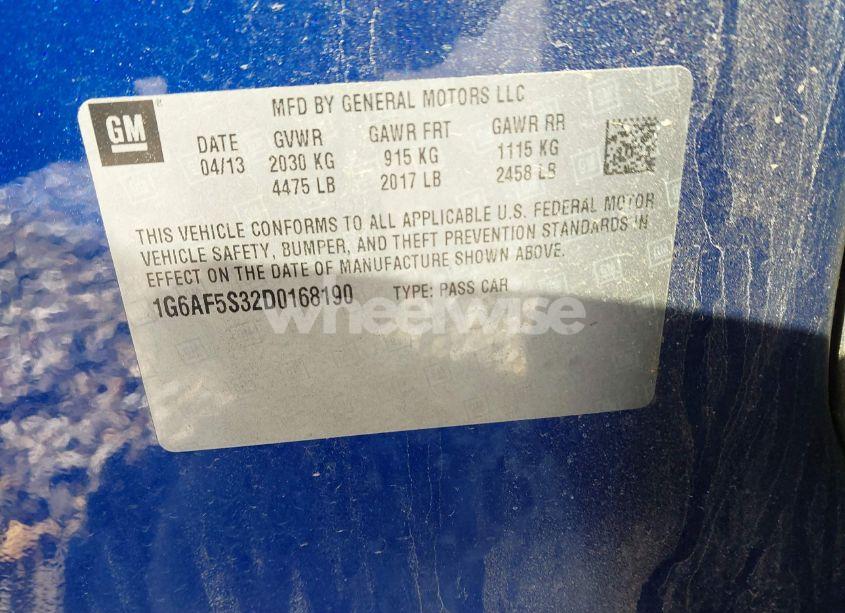 GM
MFD BY GENERAL MOTORS LLC
DATE GVWR GAWR FRT GAWR RR
04/13 2030 KG 915 KG 1115 KG
4475 LB 2017 LB 2458 LB
THIS VEHICLE CONFORMS TO ALL APPLICABLE U.S. FEDERAL MOTOR
VEHICLE SAFETY, BUMPER, AND THEFT PREVENTION STANDARDS IN
EFFECT ON THE DATE OF MANUFACTURE SHOWN ABOVE.
1G6AF5S32D0168190 TYPE: PASS CAR
wheelwise